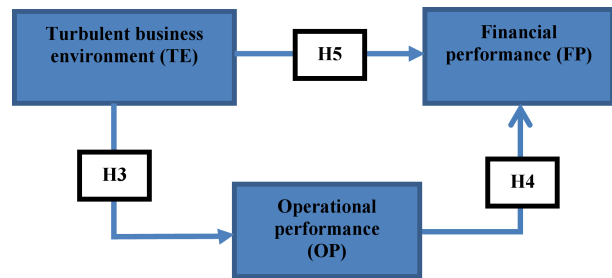 Turbulent business
environment (TE)
H5
Financial
performance (FP)
H3
H4
Operational
performance
(OP)